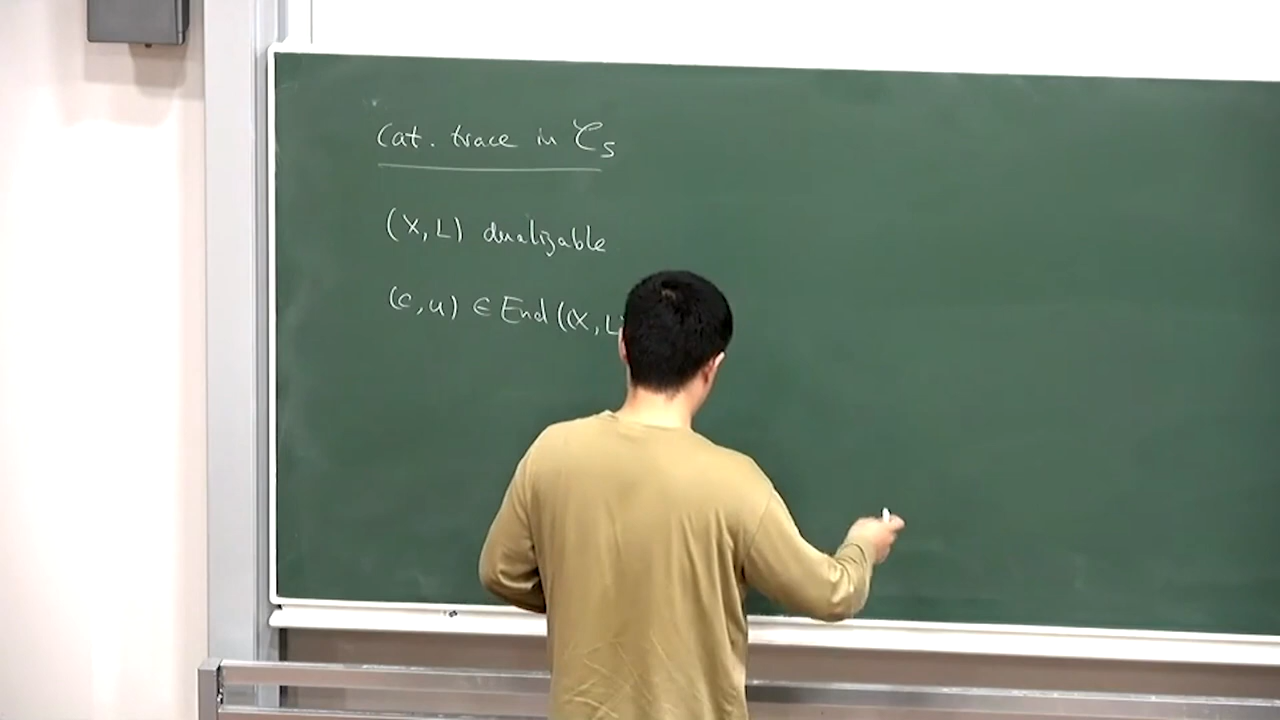 Cat. trace in 𝒞_S
(X, L) dualizable
(c, u) ∈ End((X, L)